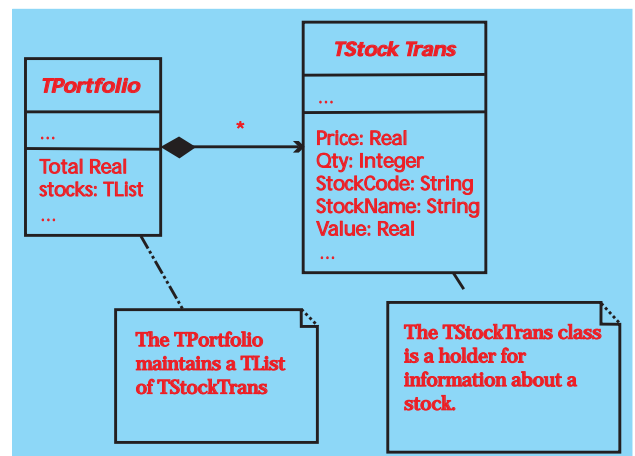 TPortfolio
...
Total Real
stocks: TList
...
*
TStock Trans
...
Price: Real
Qty: Integer
StockCode: String
StockName: String
Value: Real
...
The TPortfolio
maintains a TList
of TStockTrans
The TStockTrans class
is a holder for
information about a
stock.